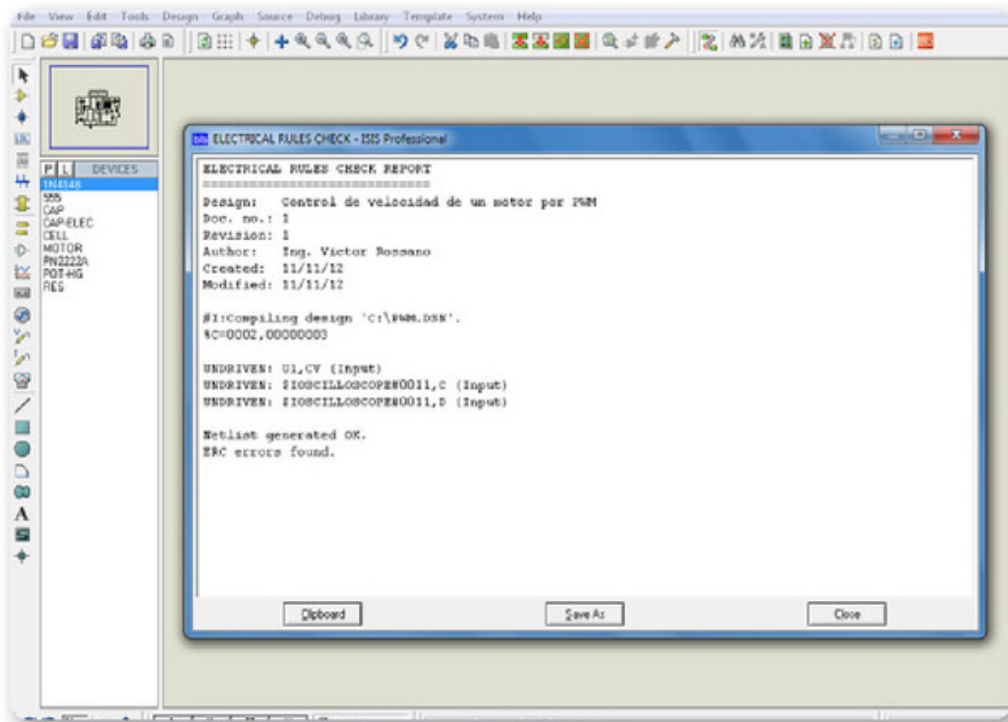 File View Edit Tools Design Graph Source Debug Library Template System Help
P L DEVICES
1N4148
555
CAP
CAP-ELEC
CELL
MOTOR
PN2222A
POT-HG
RES
ELECTRICAL RULES CHECK - ISIS Professional
ELECTRICAL RULES CHECK REPORT
=============================
Design: Control de velocidad de un motor por PWM
Doc. no.: 1
Revision: 1
Author: Ing. Victor Rossano
Created: 11/11/12
Modified: 11/11/12
#1:Compiling design 'C:\PWM.DSN'.
%C=0002,00000003
UNDRIVEN: U1,CV (Input)
UNDRIVEN: $IOSCILLOSCOPE#0011,C (Input)
UNDRIVEN: $IOSCILLOSCOPE#0011,D (Input)
Netlist generated OK.
ERC errors found.
Clipboard Save As Close